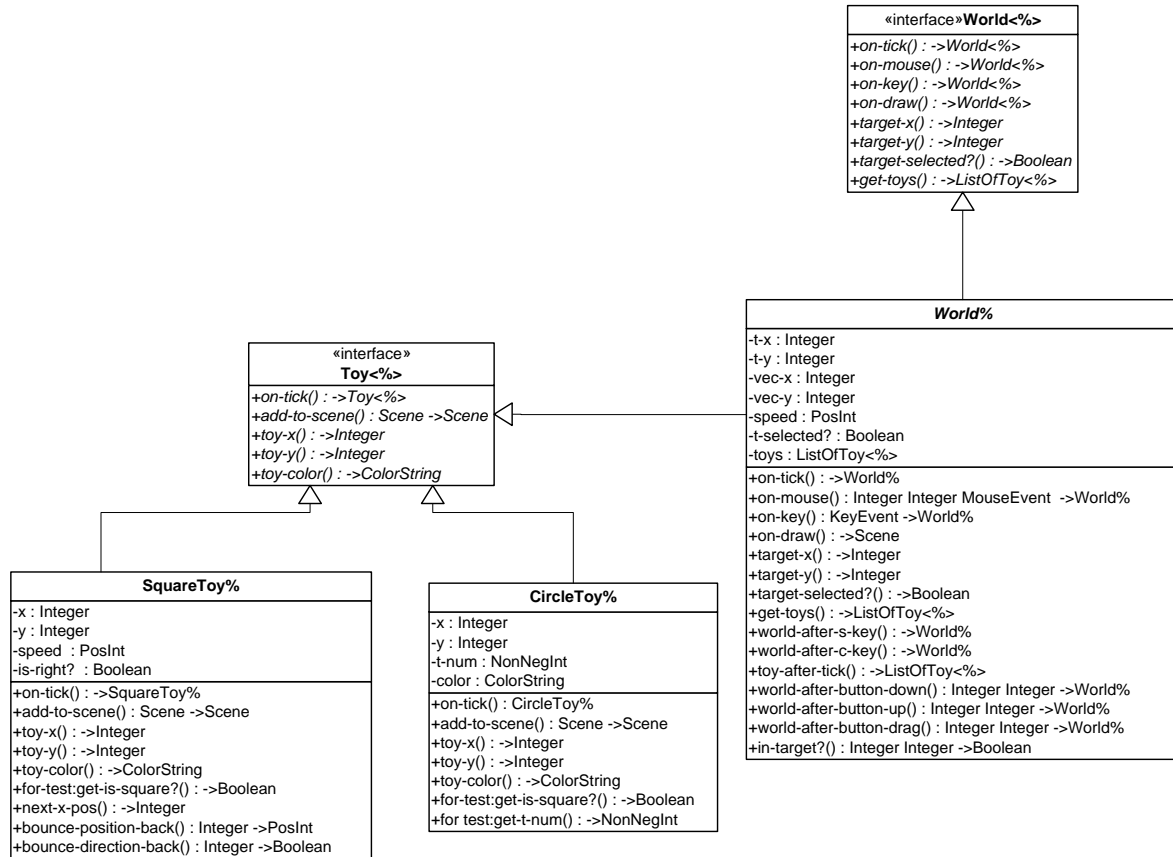 «interface»World<%>
+on-tick() : ->World<%>
+on-mouse() : ->World<%>
+on-key() : ->World<%>
+on-draw() : ->World<%>
+target-x() : ->Integer
+target-y() : ->Integer
+target-selected?() : ->Boolean
+get-toys() : ->ListOfToy<%>
World%
-t-x : Integer
-t-y : Integer
-vec-x : Integer
-vec-y : Integer
-speed : PosInt
-t-selected? : Boolean
-toys : ListOfToy<%>
+on-tick() : ->World%
+on-mouse() : Integer Integer MouseEvent ->World%
+on-key() : KeyEvent ->World%
+on-draw() : ->Scene
+target-x() : ->Integer
+target-y() : ->Integer
+target-selected?() : ->Boolean
+get-toys() : ->ListOfToy<%>
+world-after-s-key() : ->World%
+world-after-c-key() : ->World%
+toy-after-tick() : ->ListOfToy<%>
+world-after-button-down() : Integer Integer ->World%
+world-after-button-up() : Integer Integer ->World%
+world-after-button-drag() : Integer Integer ->World%
+in-target?() : Integer Integer ->Boolean
«interface»
Toy<%>
+on-tick() : ->Toy<%>
+add-to-scene() : Scene ->Scene
+toy-x() : ->Integer
+toy-y() : ->Integer
+toy-color() : ->ColorString
SquareToy%
-x : Integer
-y : Integer
-speed : PosInt
-is-right? : Boolean
+on-tick() : ->SquareToy%
+add-to-scene() : Scene ->Scene
+toy-x() : ->Integer
+toy-y() : ->Integer
+toy-color() : ->ColorString
+for-test:get-is-square?() : ->Boolean
+next-x-pos() : ->Integer
+bounce-position-back() : Integer ->PosInt
+bounce-direction-back() : Integer ->Boolean
CircleToy%
-x : Integer
-y : Integer
-t-num : NonNegInt
-color : ColorString
+on-tick() : CircleToy%
+add-to-scene() : Scene ->Scene
+toy-x() : ->Integer
+toy-y() : ->Integer
+toy-color() : ->ColorString
+for-test:get-is-square?() : ->Boolean
+for test:get-t-num() : ->NonNegInt